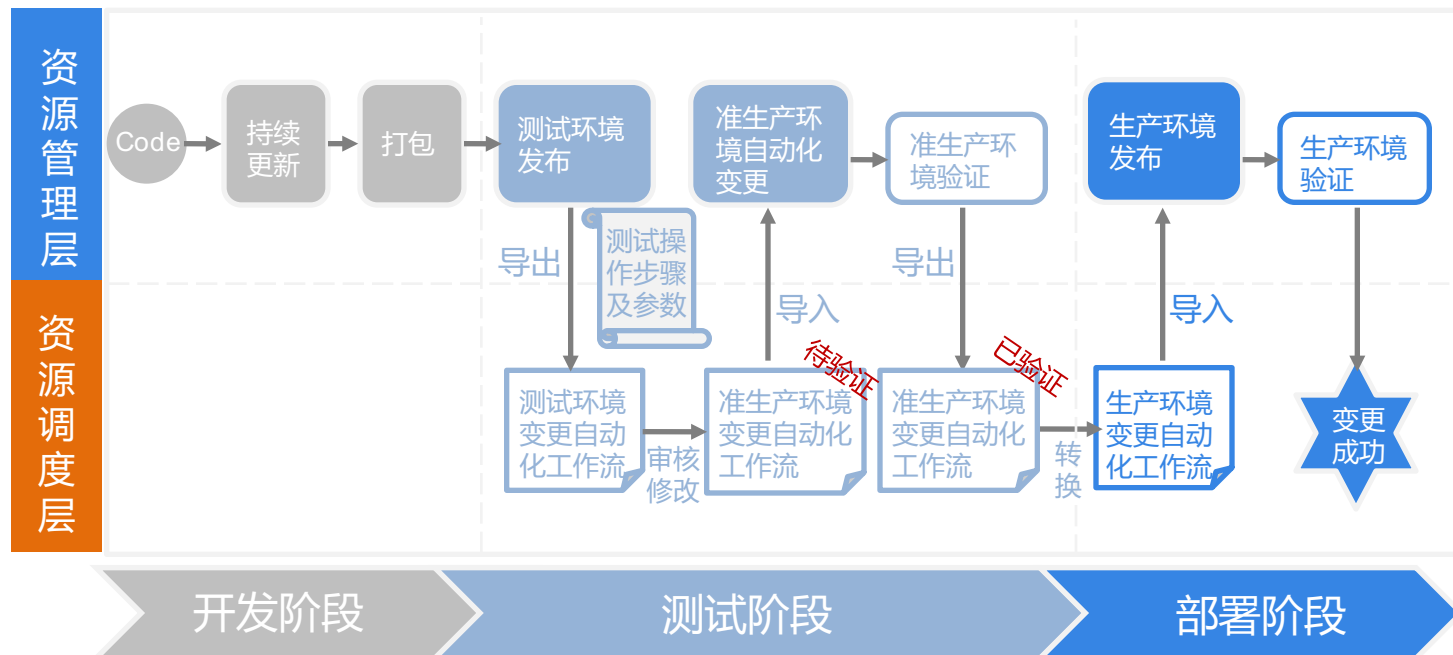 资源管理层
Code
持续
更新
打包
测试环境
发布
准生产环
境自动化
变更
准生产环
境验证
生产环境
发布
生产环境
验证
导出
测试操
作步骤
及参数
导入
导出
导入
资源调度层
待验证
已验证
测试环境
变更自动
化工作流
审核
修改
准生产环境
变更自动化
工作流
准生产环境
变更自动化
工作流
转
换
生产环境
变更自动
化工作流
变更
成功
开发阶段
测试阶段
部署阶段